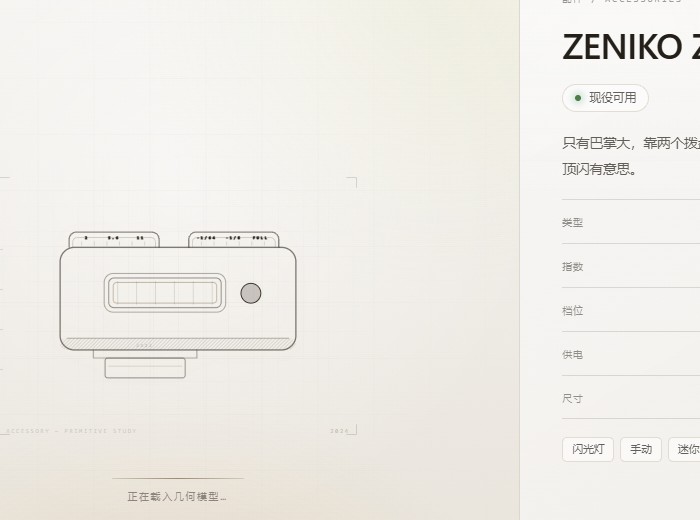 ZENIKO Z
现役可用
只有巴掌大，靠两个拨
顶闪有意思。
类型
指数
档位
供电
尺寸
闪光灯
手动
迷你
ACCESSORY — PRIMITIVE STUDY
2024
正在載入几何模型…